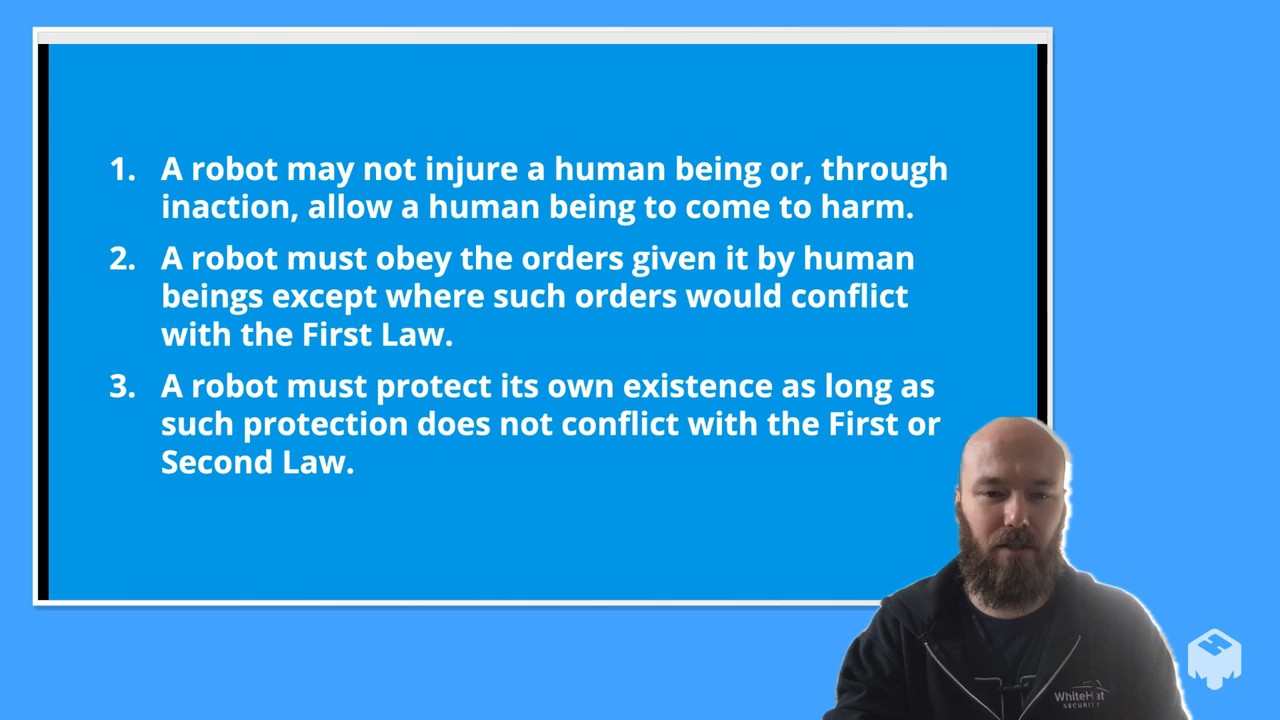 1. A robot may not injure a human being or, through
inaction, allow a human being to come to harm.
2. A robot must obey the orders given it by human
beings except where such orders would conflict
with the First Law.
3. A robot must protect its own existence as long as
such protection does not conflict with the First or
Second Law.
WhiteHat
SECURITY